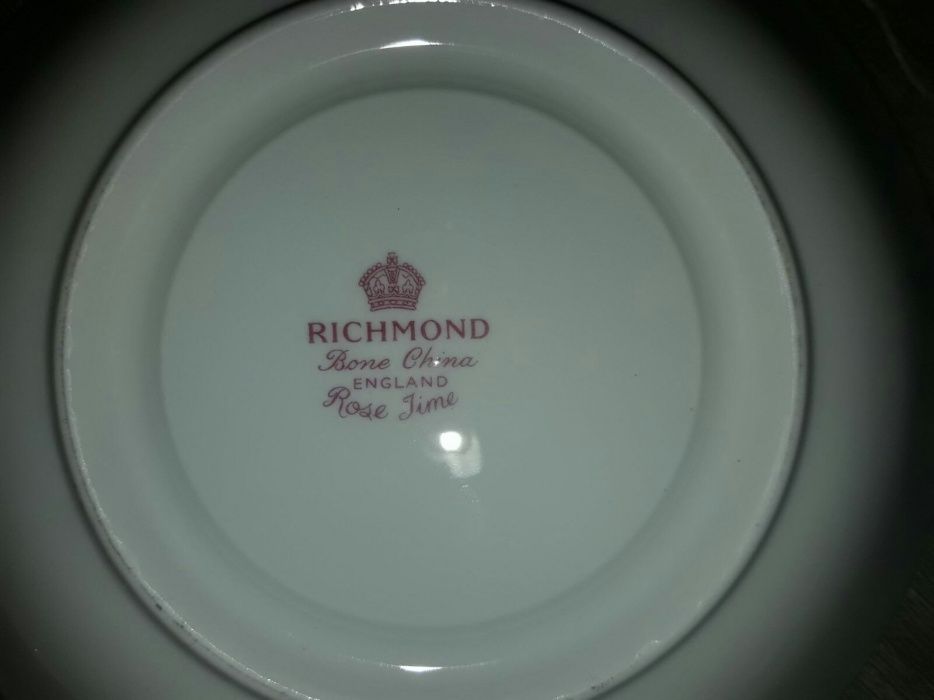 RICHMOND
Bone China
ENGLAND
Rose Time